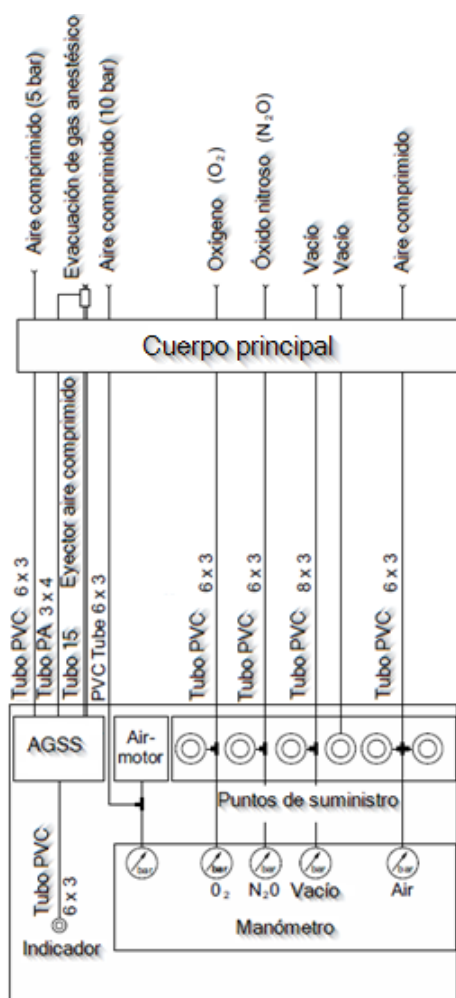 Aire comprimido (5 bar)
Evacuación de gas anestésico
Aire comprimido (10 bar)
Oxígeno (O₂)
Óxido nitroso (N₂O)
Vacío
Vacío
Aire comprimido
Cuerpo principal
Tubo PVC 6 x 3
Tubo PA 3 x 4
Tubo 15
Eyector aire comprimido
PVC Tube 6 x 3
Tubo PVC 6 x 3
Tubo PVC 6 x 3
Tubo PVC 8 x 3
Tubo PVC 6 x 3
AGSS
Air-
motor
Puntos de suministro
Tubo PVC
6 x 3
Indicador
bar
bar
bar
bar
bar
O₂
N₂O
Vacío
Air
Manómetro